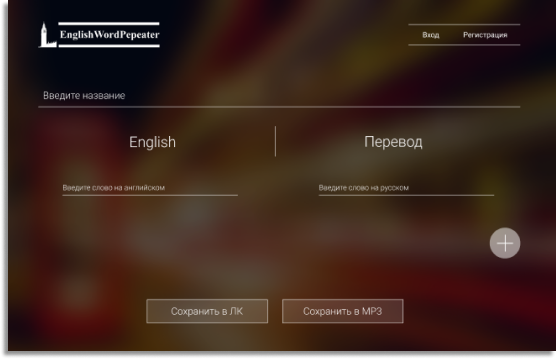 EnglishWordPepeater
Вход Регистрация
Введите название
English Перевод
Введите слово на английском Введите слово на русском
Сохранить в ЛК Сохранить в MP3